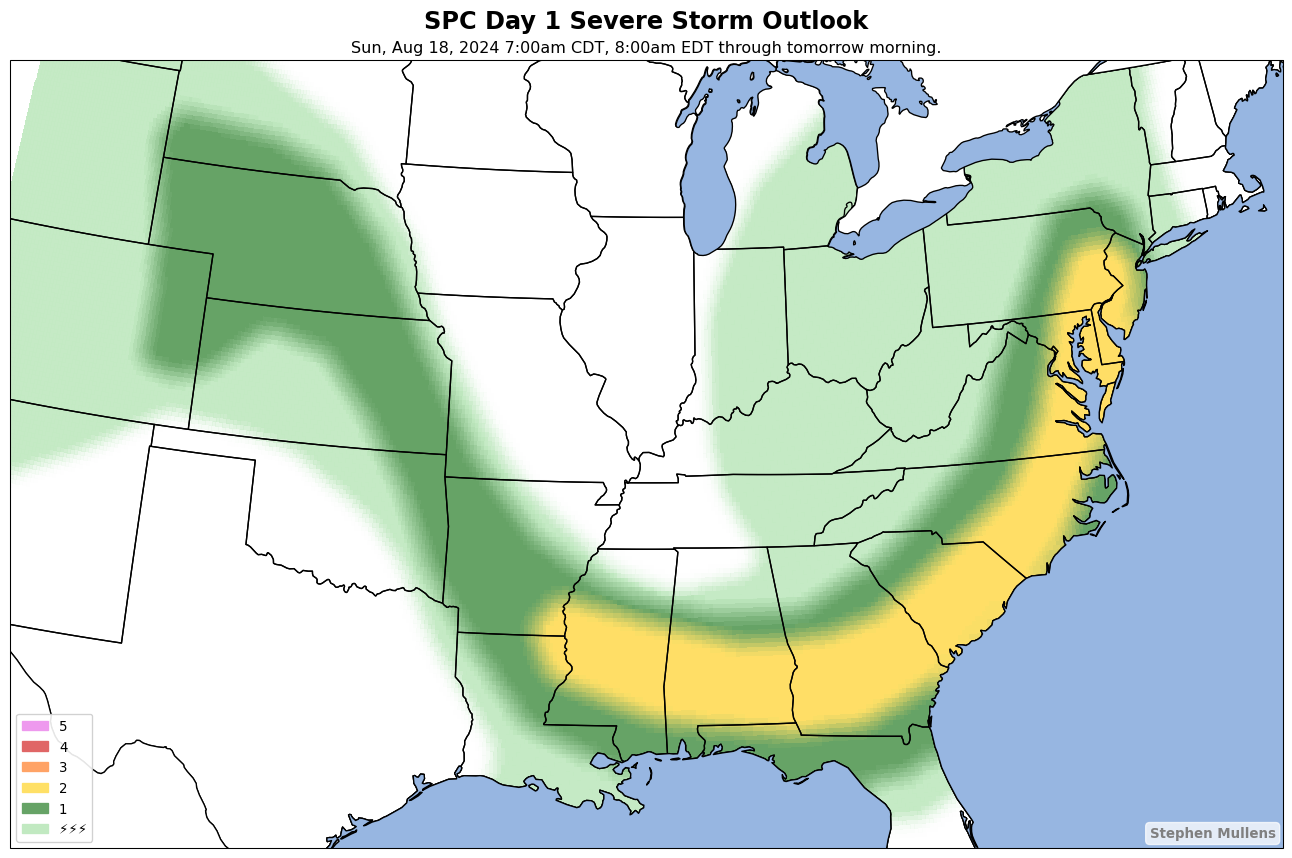 SPC Day 1 Severe Storm Outlook
Sun, Aug 18, 2024 7:00am CDT, 8:00am EDT through tomorrow morning.
5
4
3
2
1
⚡⚡⚡
Stephen Mullens